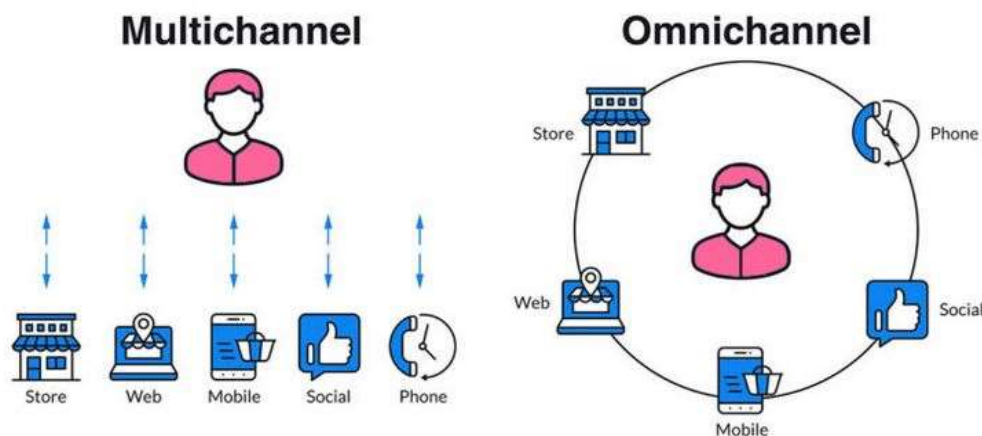 Multichannel
Store
Web
Mobile
Social
Phone
Omnichannel
Store
Phone
Web
Social
Mobile